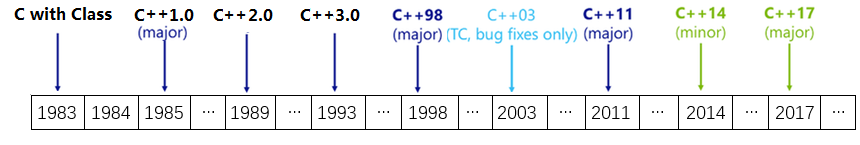 C with Class C++1.0 C++2.0 C++3.0 C++98 C++03 C++11 C++14 C++17
(major) (major) (TC, bug fixes only) (major) (minor) (major)
1983 1984 1985 ··· 1989 ··· 1993 ··· 1998 ··· 2003 ··· 2011 ··· 2014 ··· 2017 ···